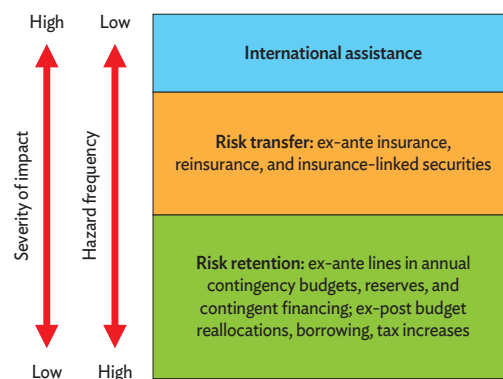 High Low
International assistance
Risk transfer: ex-ante insurance,
reinsurance, and insurance-linked securities
Severity of impact
Hazard frequency
Risk retention: ex-ante lines in annual
contingency budgets, reserves, and
contingent financing; ex-post budget
reallocations, borrowing, tax increases
Low High